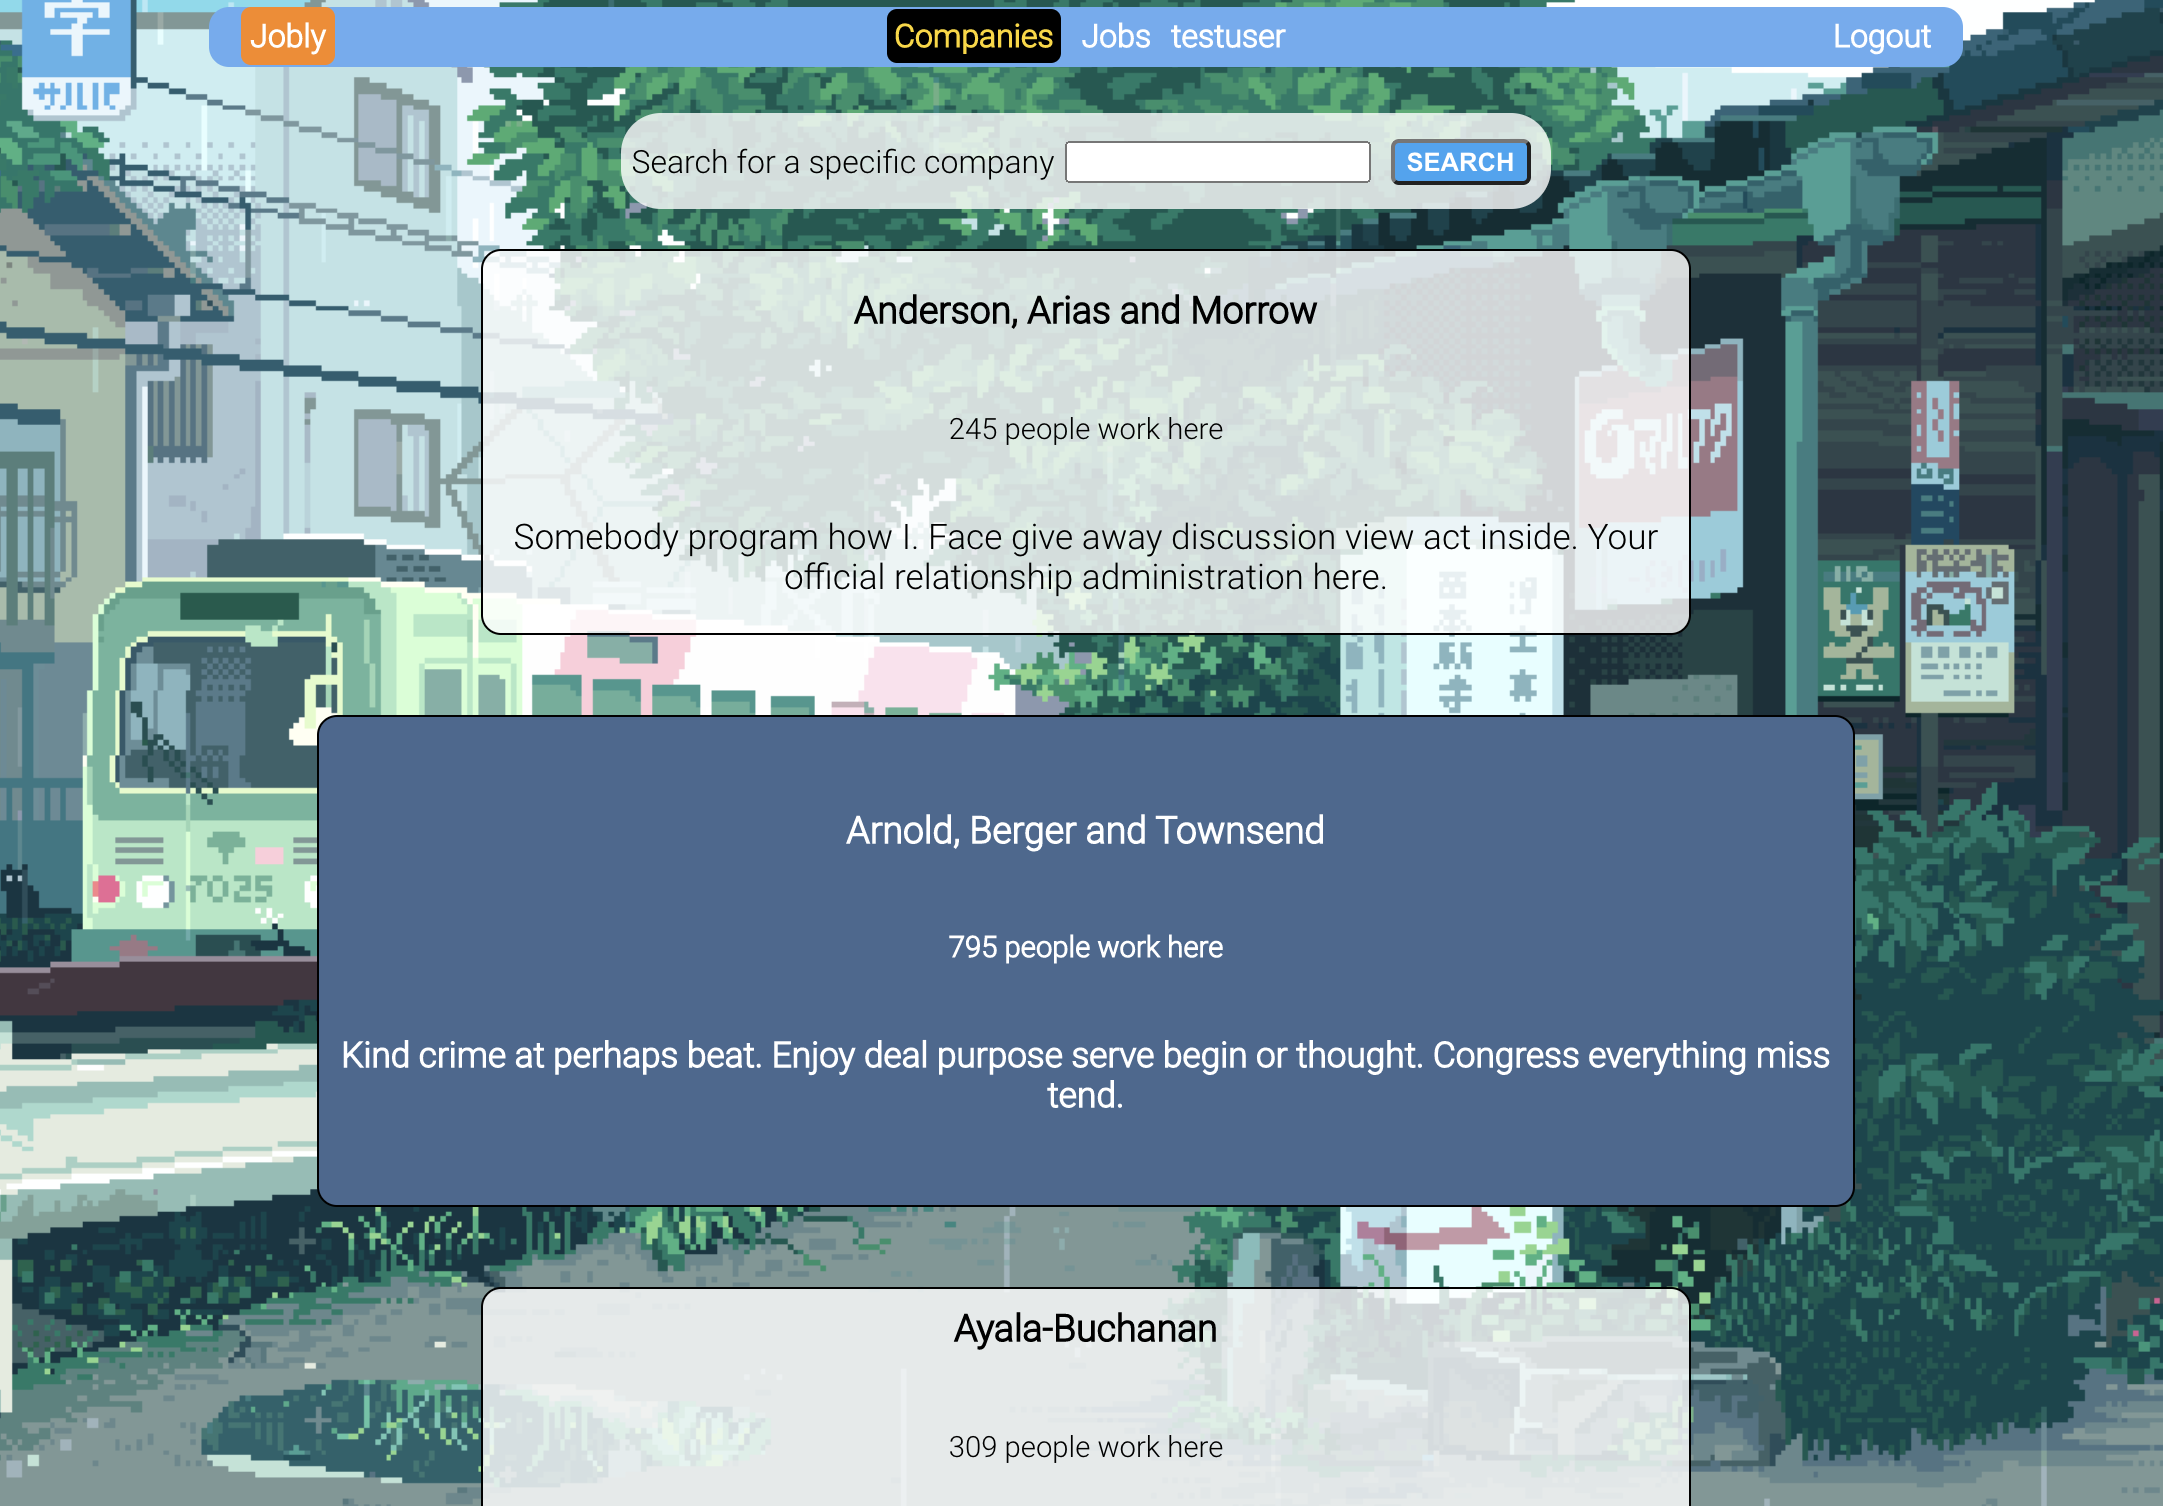 字
Jobly
Companies
Jobs
testuser
Logout
Search for a specific company
SEARCH
Anderson, Arias and Morrow
245 people work here
Somebody program how I. Face give away discussion view act inside. Your
official relationship administration here.
Arnold, Berger and Townsend
7025
795 people work here
Kind crime at perhaps beat. Enjoy deal purpose serve begin or thought. Congress everything miss
tend.
Ayala-Buchanan
309 people work here